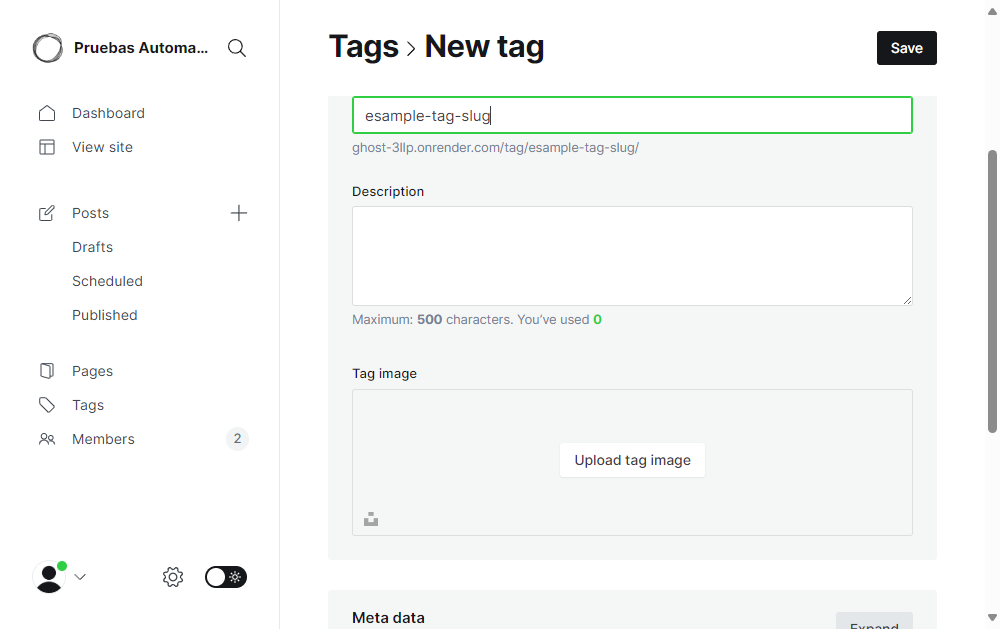 Pruebas Automa...
Tags > New tag
Save
Dashboard
View site
Posts
Drafts
Scheduled
Published
Pages
Tags
Members
2
esample-tag-slug
ghost-3llp.onrender.com/tag/esample-tag-slug/
Description
Maximum: 500 characters. You've used 0
Tag image
Upload tag image
Meta data
Expand